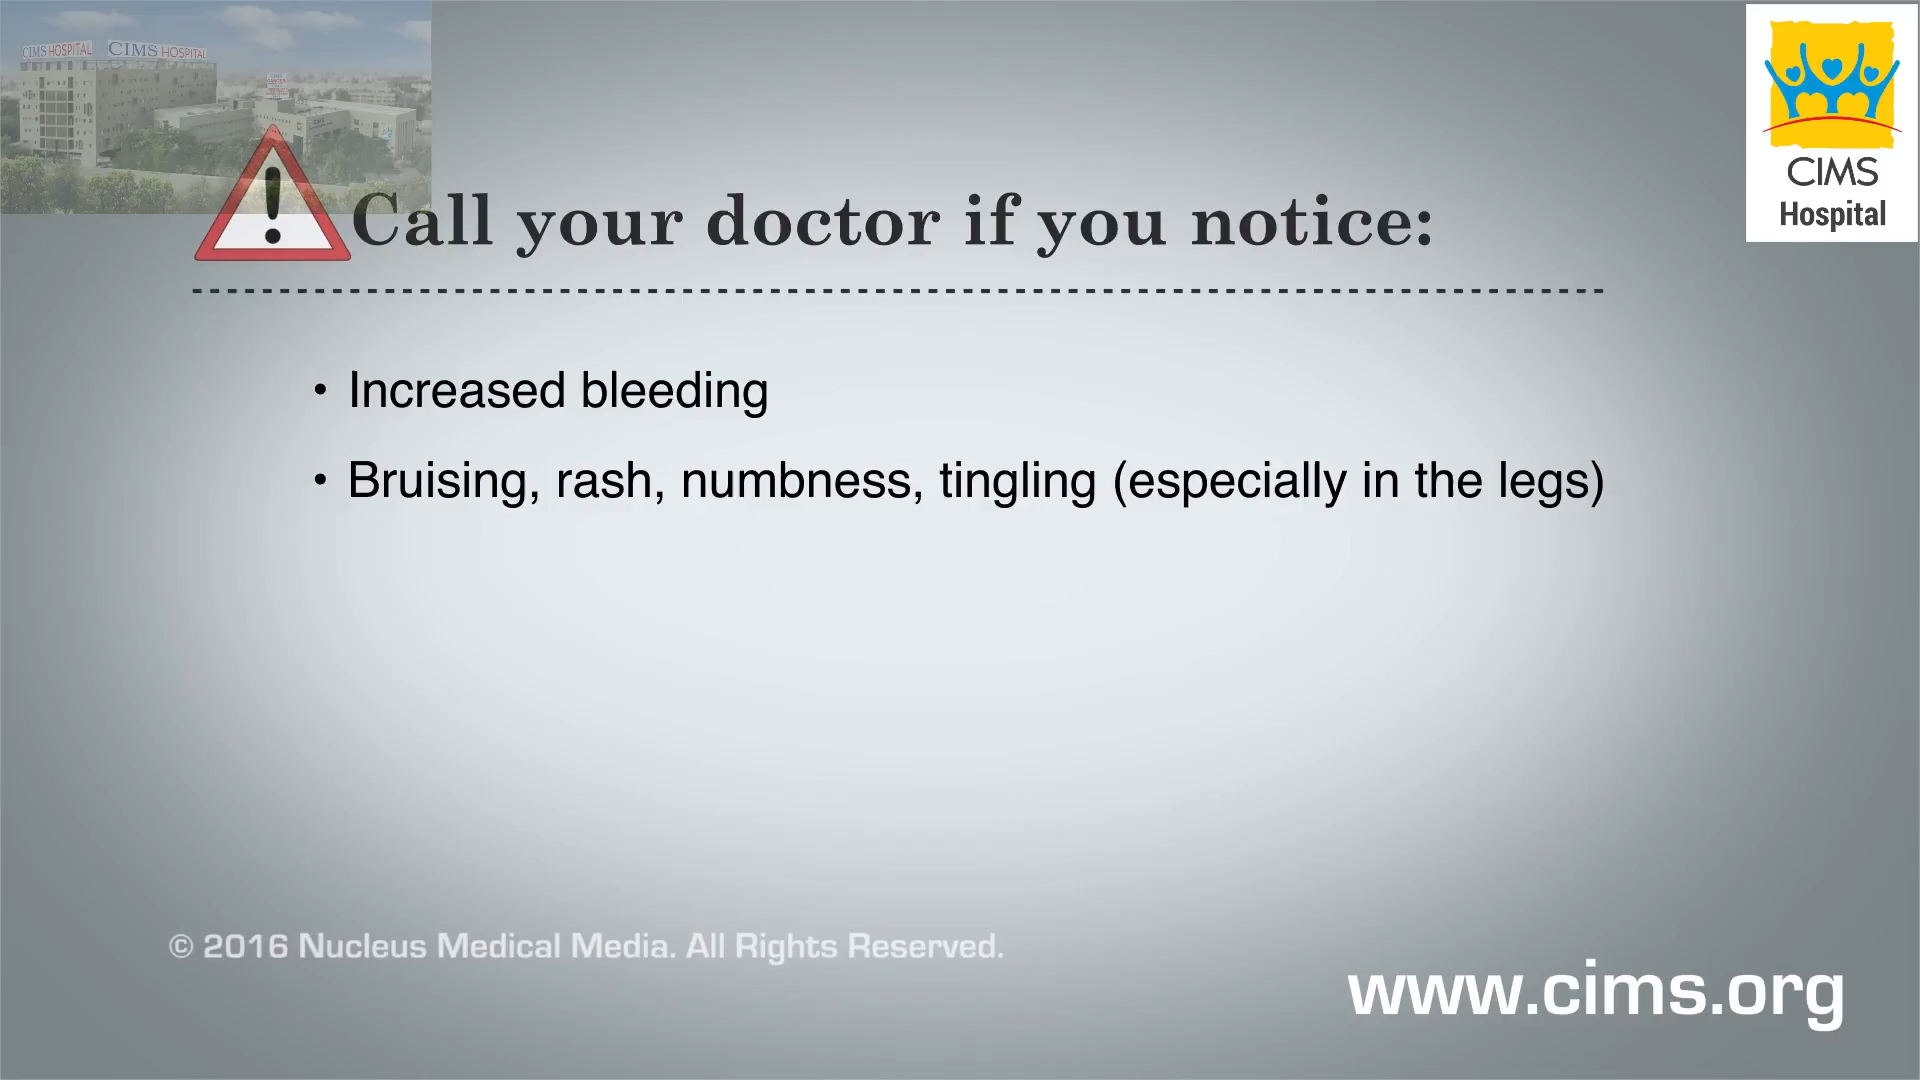 CIMS HOSPITAL CIMS HOSPITAL
CIMS
Hospital
Call your doctor if you notice:
• Increased bleeding
• Bruising, rash, numbness, tingling (especially in the legs)
© 2016 Nucleus Medical Media. All Rights Reserved.
www.cims.org